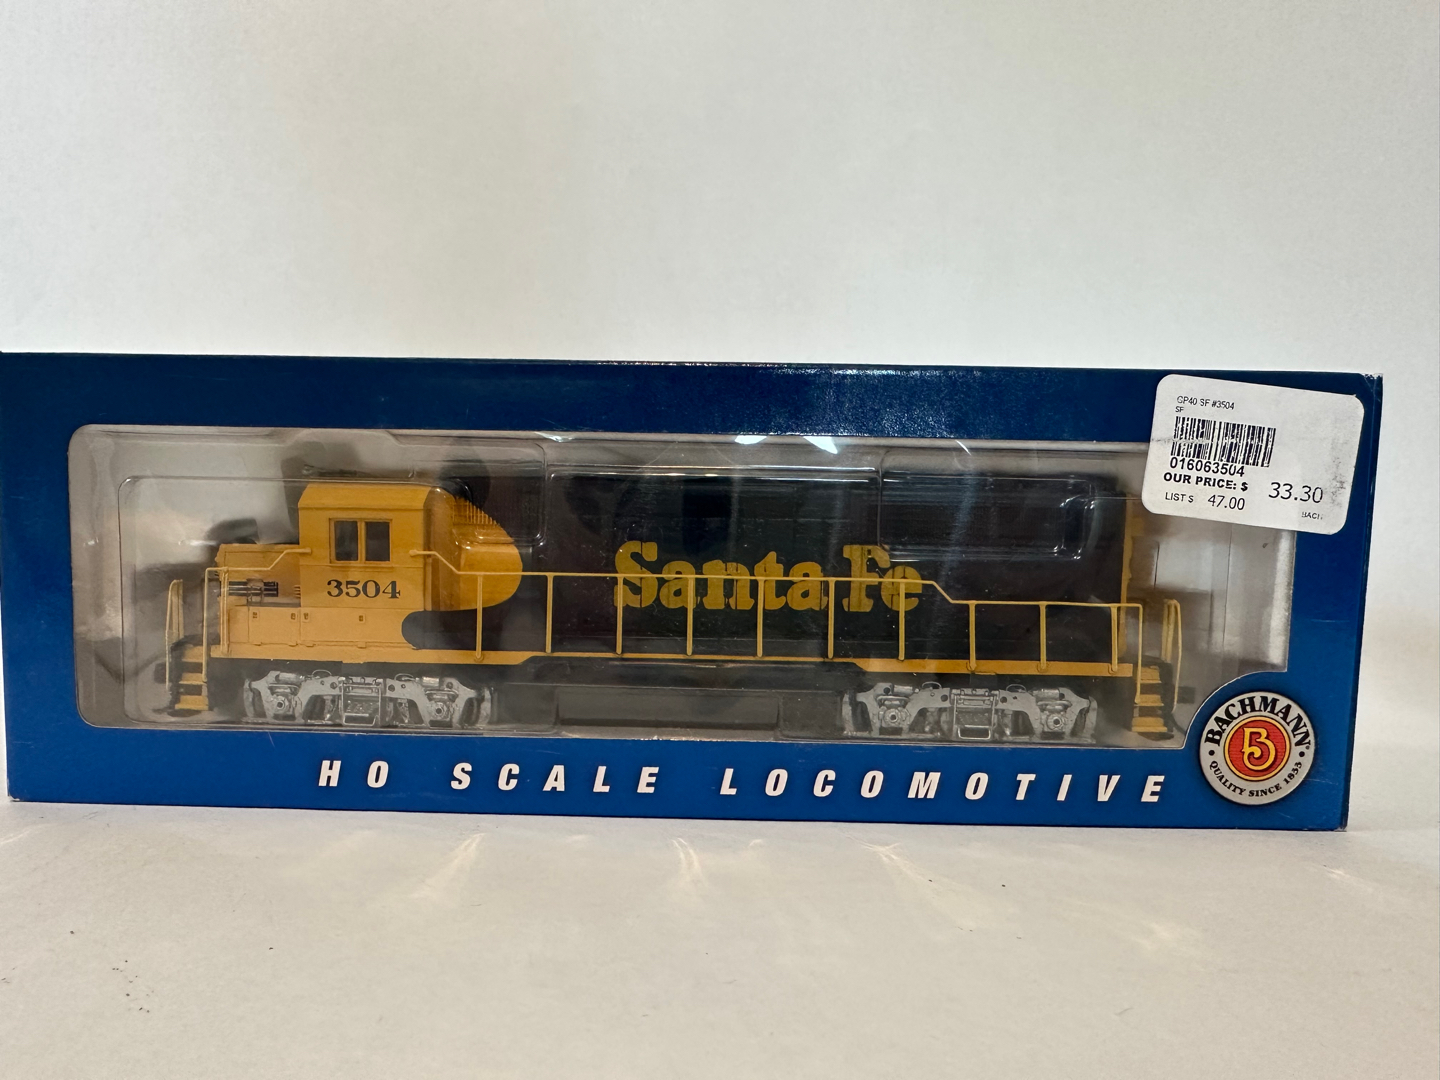 GP40 SF #3504
SF
016063504
OUR PRICE: $ 33.30
LIST $ 47.00
BACH
3504
Santa Fe
HO SCALE LOCOMOTIVE
BACHMANN
B
QUALITY SINCE 1833